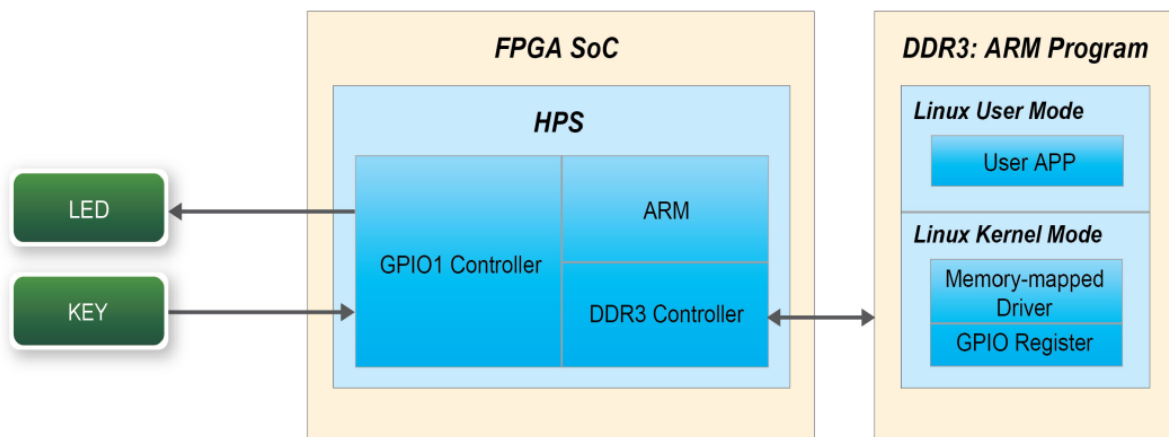 FPGA SoC
HPS
LED
KEY
GPIO1 Controller
ARM
DDR3 Controller
DDR3: ARM Program
Linux User Mode
User APP
Linux Kernel Mode
Memory-mapped
Driver
GPIO Register